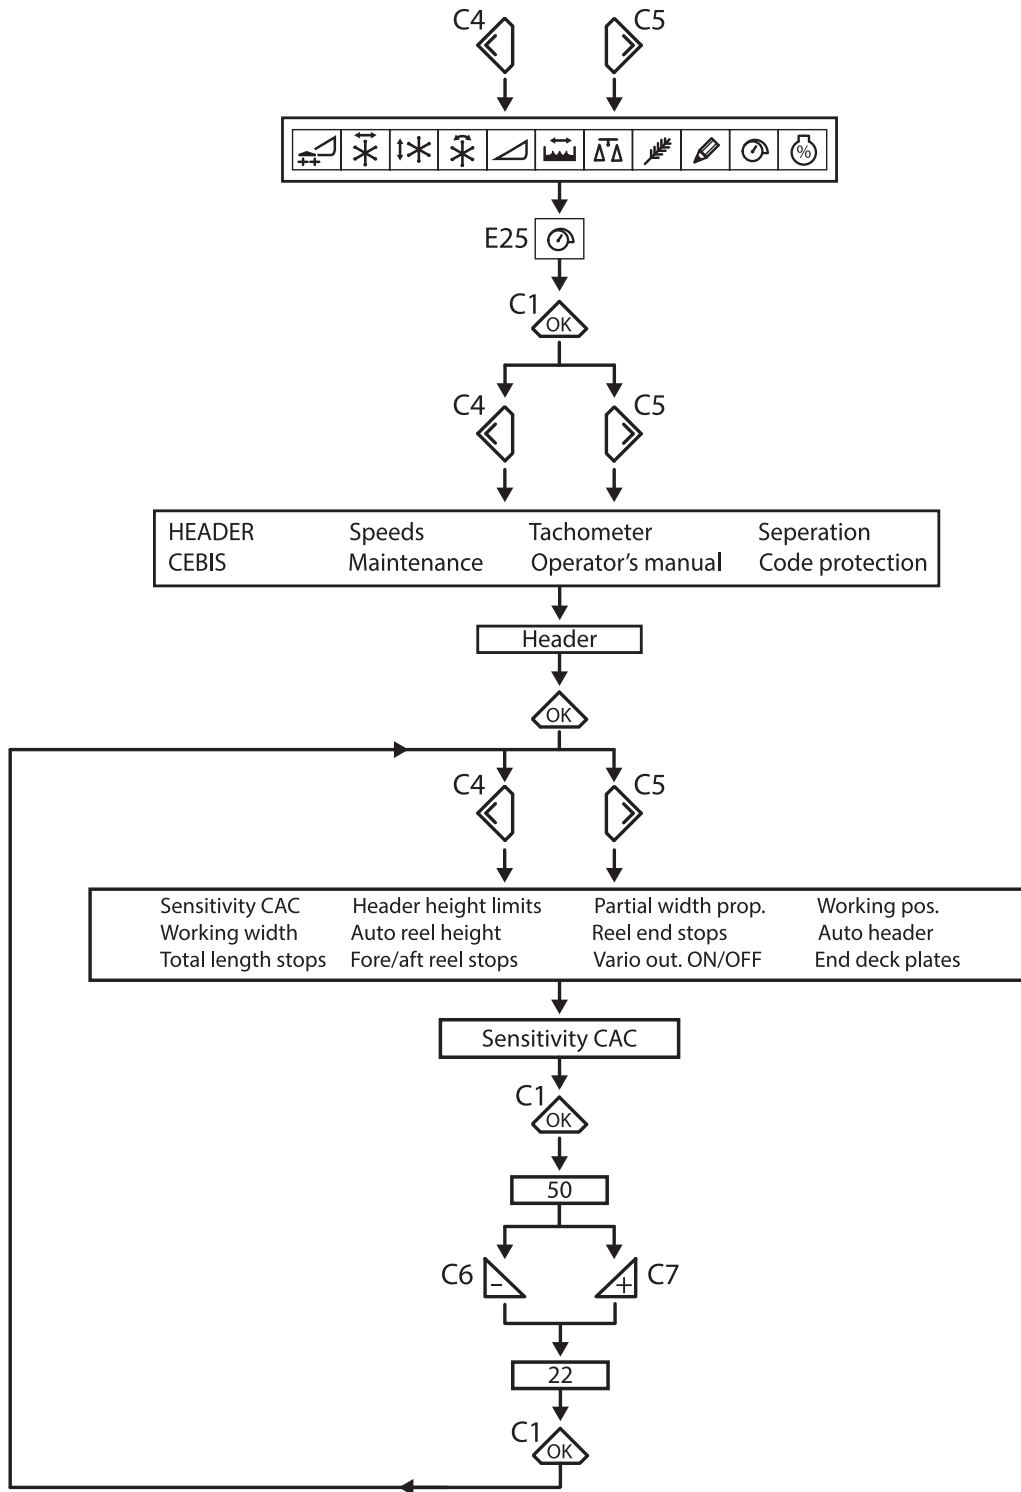 C4 C5
%
E25
C1
OK
C4 C5
HEADER Speeds Tachometer Seperation
CEBIS Maintenance Operator's manual Code protection
Header
OK
C4 C5
Sensitivity CAC Header height limits Partial width prop. Working pos.
Working width Auto reel height Reel end stops Auto header
Total length stops Fore/aft reel stops Vario out. ON/OFF End deck plates
Sensitivity CAC
C1
OK
50
C6 - + C7
22
C1
OK